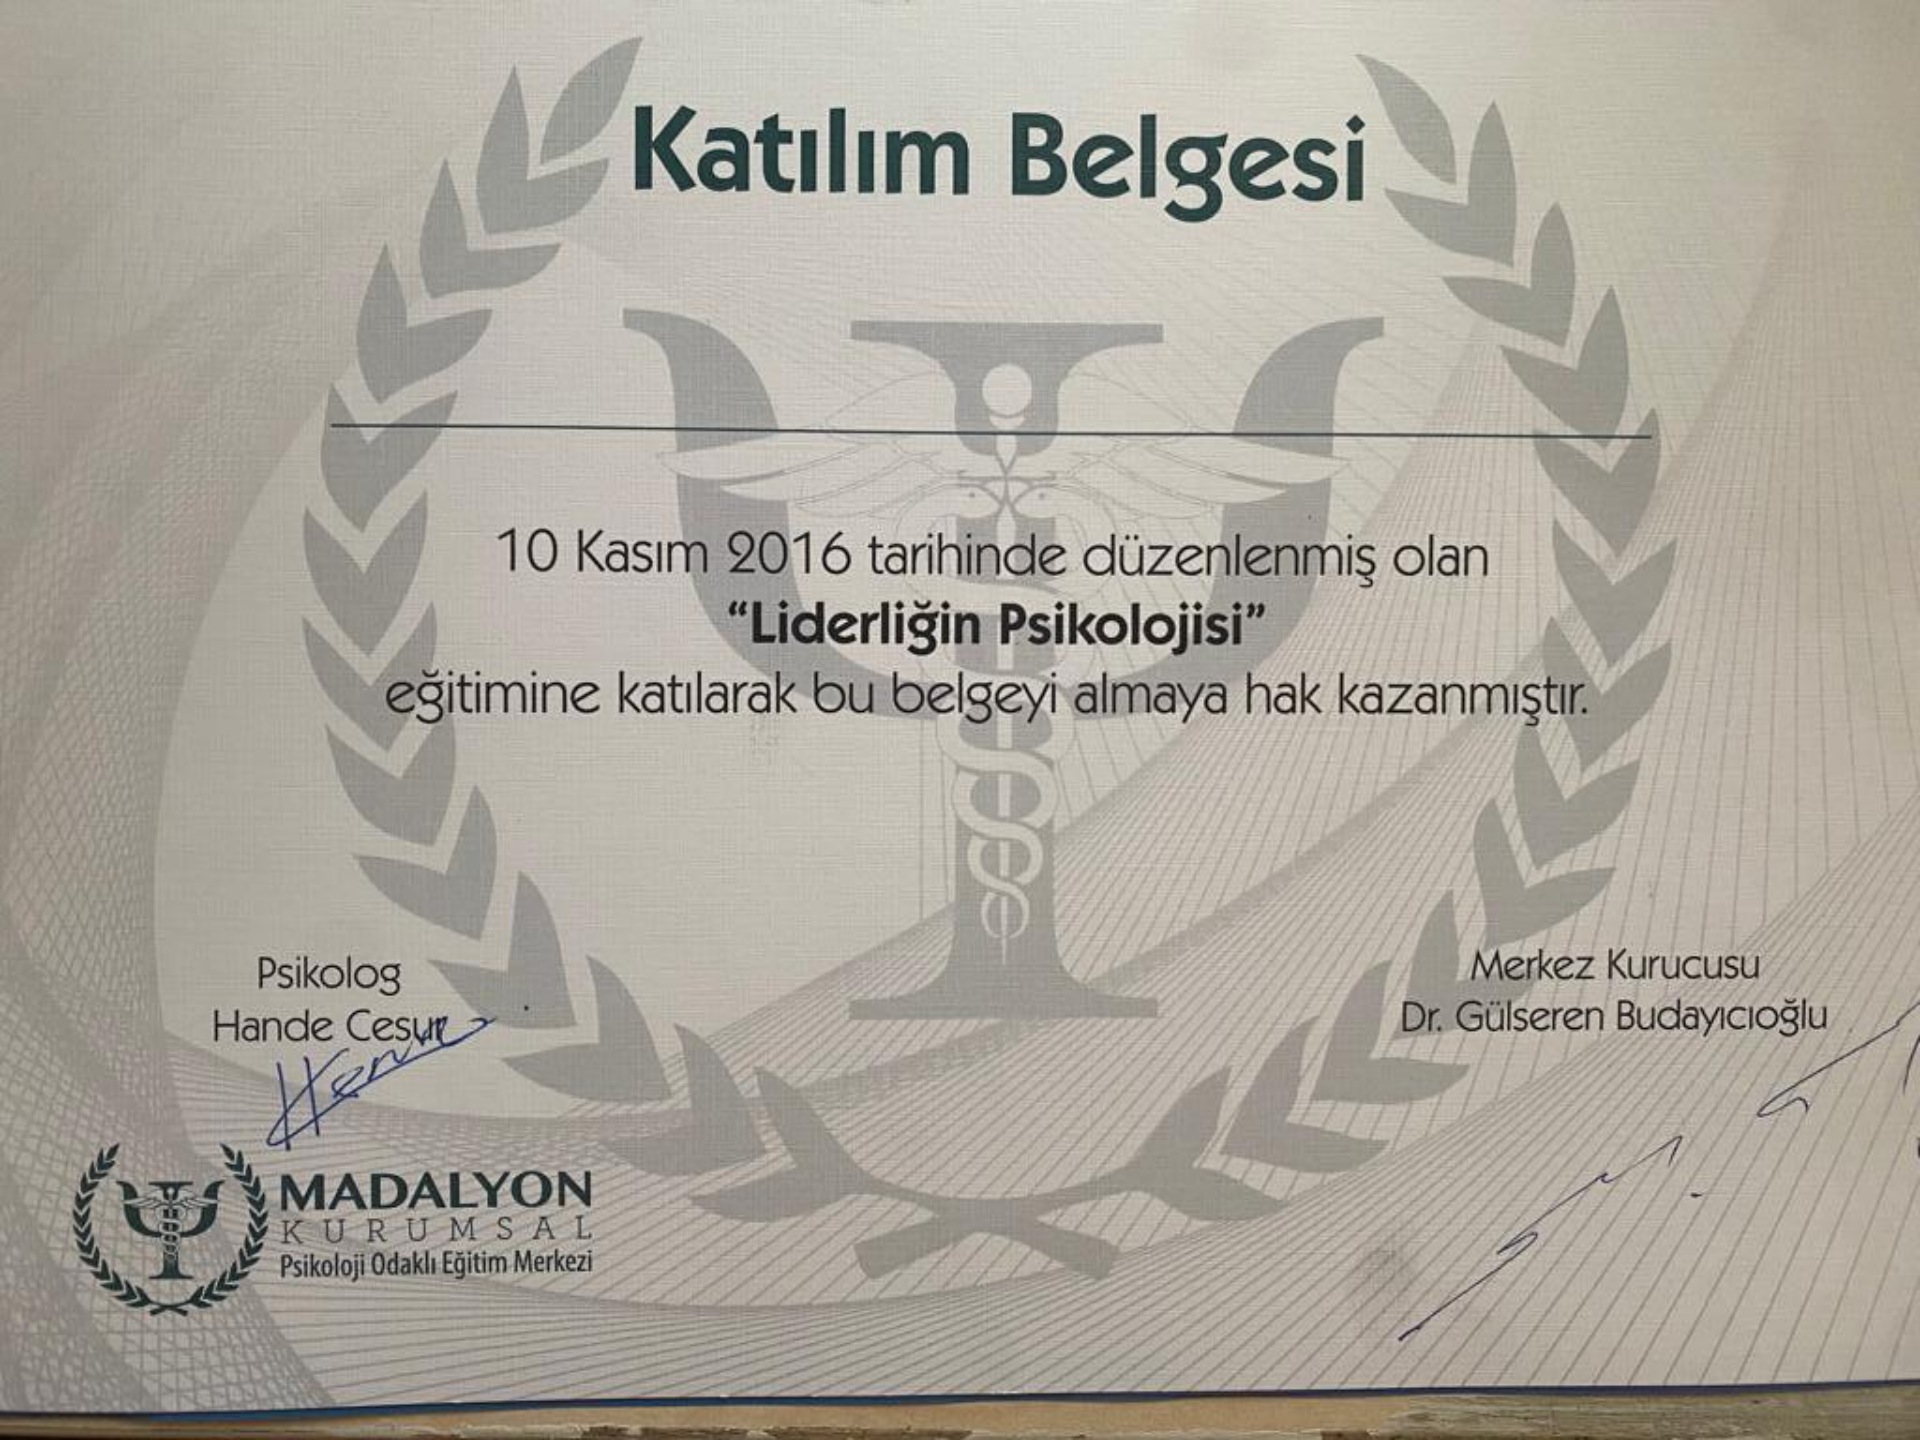 Katılım Belgesi
10 Kasım 2016 tarihinde düzenlenmiş olan
“Liderliğin Psikolojisi”
eğitimine katılarak bu belgeyi almaya hak kazanmıştır.
Psikolog
Hande Cesur
Merkez Kurucusu
Dr. Gülseren Budayıcıoğlu
MADALYON
KURUMSAL
Psikoloji Odaklı Eğitim Merkezi